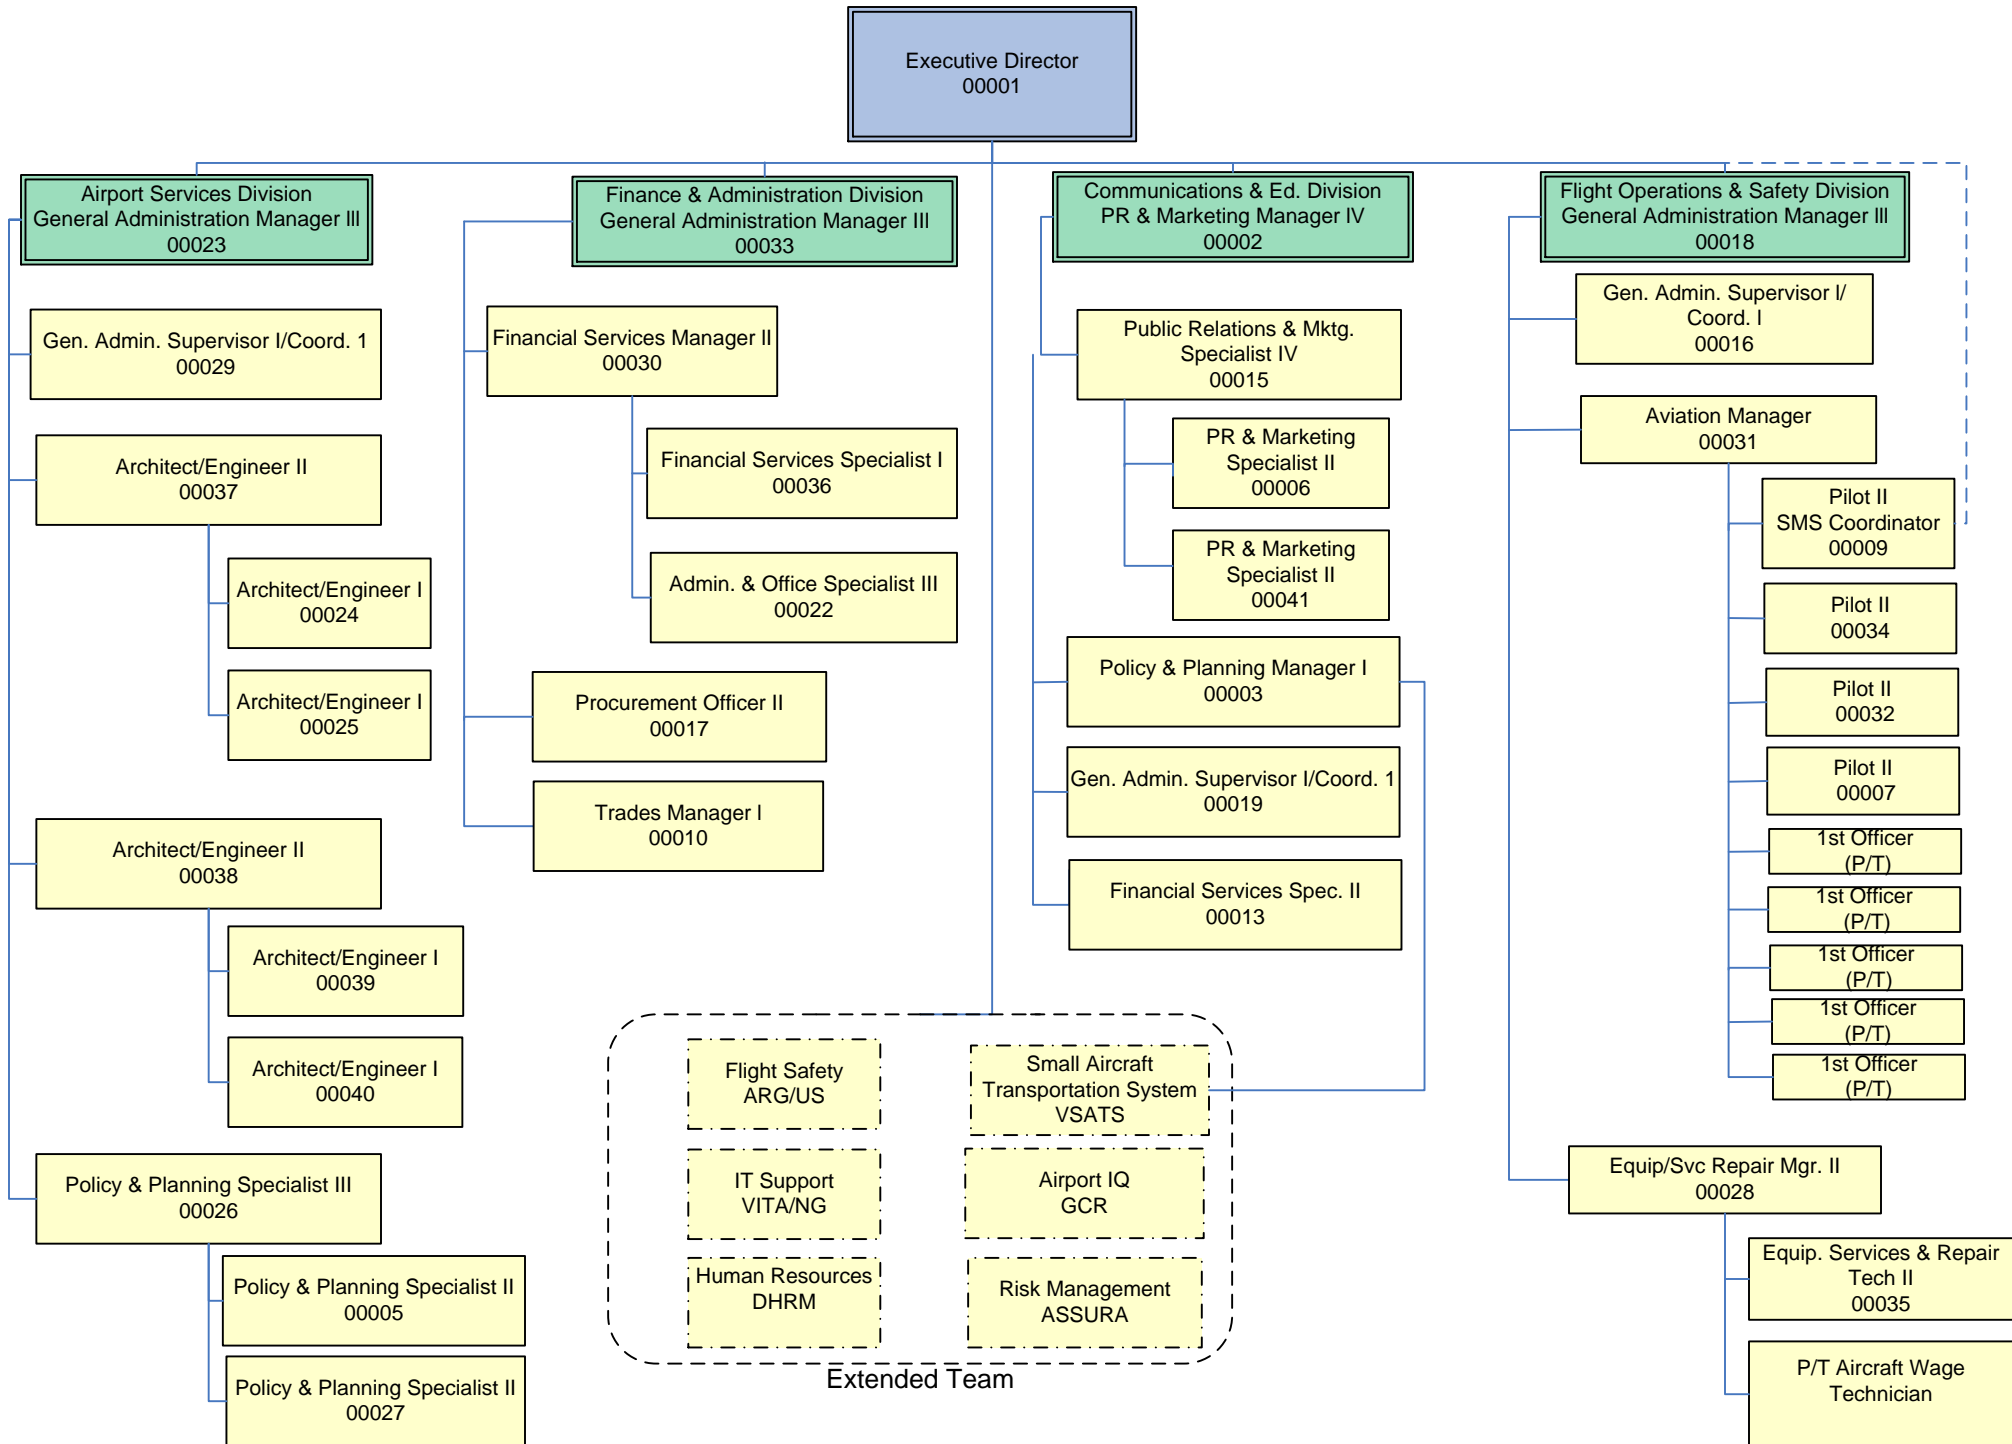 Executive Director
00001
Airport Services Division
General Administration Manager III
00023
Gen. Admin. Supervisor I/Coord. 1
00029
Architect/Engineer II
00037
Architect/Engineer I
00024
Architect/Engineer I
00025
Architect/Engineer II
00038
Architect/Engineer I
00039
Architect/Engineer I
00040
Policy & Planning Specialist III
00026
Policy & Planning Specialist II
00005
Policy & Planning Specialist II
00027
Finance & Administration Division
General Administration Manager III
00033
Financial Services Manager II
00030
Financial Services Specialist I
00036
Admin. & Office Specialist III
00022
Procurement Officer II
00017
Trades Manager I
00010
Communications & Ed. Division
PR & Marketing Manager IV
00002
Public Relations & Mktg.
Specialist IV
00015
PR & Marketing
Specialist II
00006
PR & Marketing
Specialist II
00041
Policy & Planning Manager I
00003
Gen. Admin. Supervisor I/Coord. 1
00019
Financial Services Spec. II
00013
Flight Operations & Safety Division
General Administration Manager III
00018
Gen. Admin. Supervisor I/
Coord. I
00016
Aviation Manager
00031
Pilot II
SMS Coordinator
00009
Pilot II
00034
Pilot II
00032
Pilot II
00007
1st Officer
(P/T)
1st Officer
(P/T)
1st Officer
(P/T)
1st Officer
(P/T)
1st Officer
(P/T)
Equip/Svc Repair Mgr. II
00028
Equip. Services & Repair
Tech II
00035
P/T Aircraft Wage
Technician
Flight Safety
ARG/US
Small Aircraft
Transportation System
VSATS
IT Support
VITA/NG
Airport IQ
GCR
Human Resources
DHRM
Risk Management
ASSURA
Extended Team